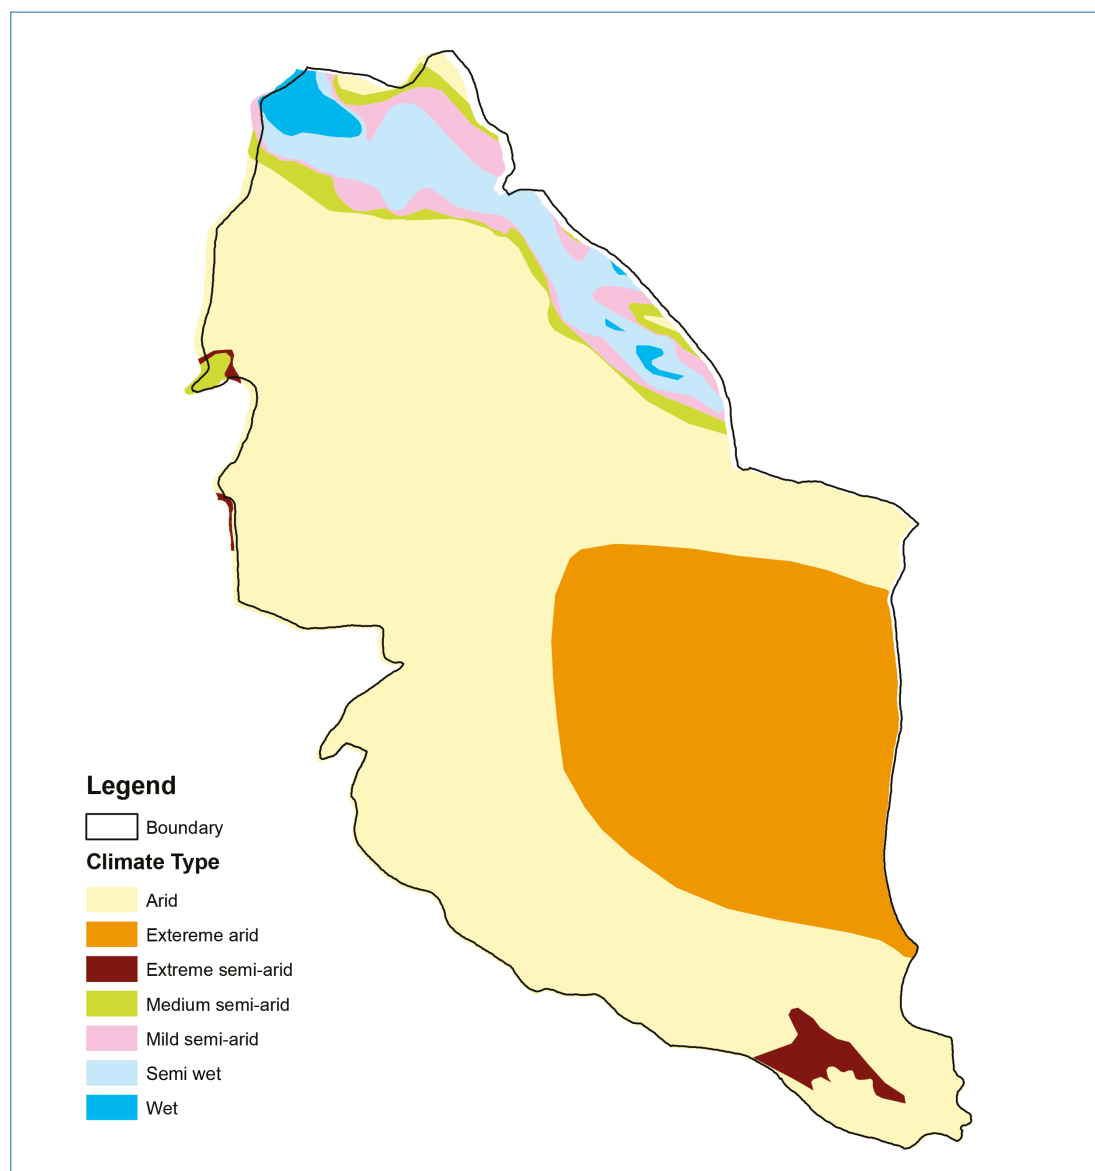 Legend
Boundary
Climate Type
Arid
Extereme arid
Extreme semi-arid
Medium semi-arid
Mild semi-arid
Semi wet
Wet